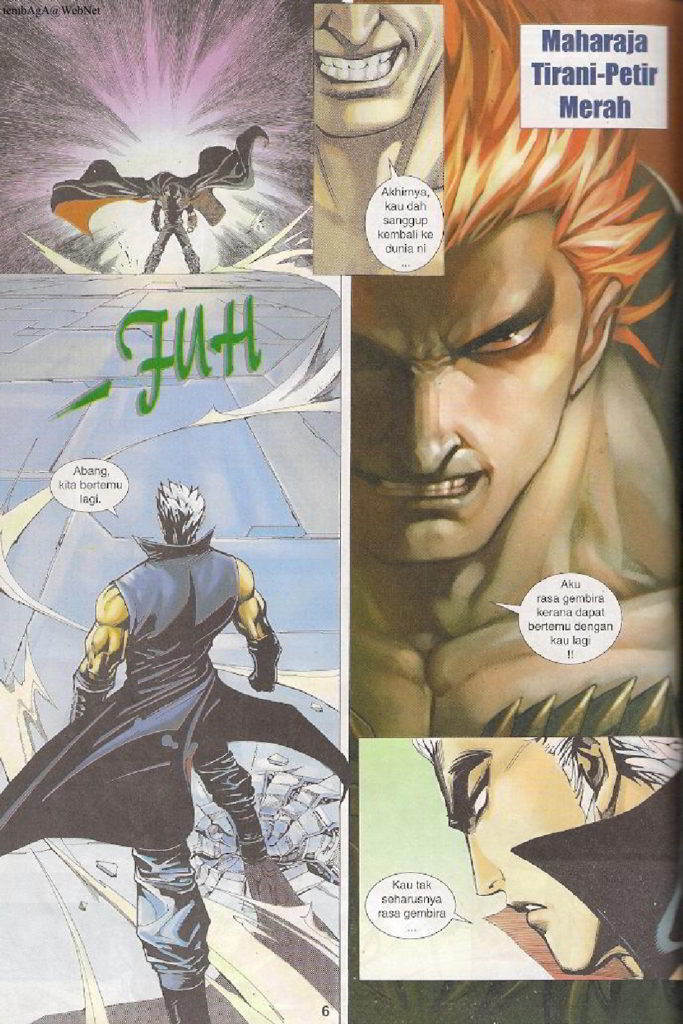 tembAgA@WebNet
Maharaja
Tirani-Petir
Merah
Akhirnya,
kau dah
sanggup
kembali ke
dunia ni
...
FUH
Abang,
kita bertemu
lagi.
Aku
rasa gembira
kerana dapat
bertemu dengan
kau lagi
!!
Kau tak
seharusnya
rasa gembira
...
6